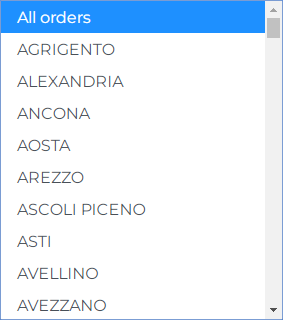 All orders
AGRIGENTO
ALEXANDRIA
ANCONA
AOSTA
AREZZO
ASCOLI PICENO
ASTI
AVELLINO
AVEZZANO